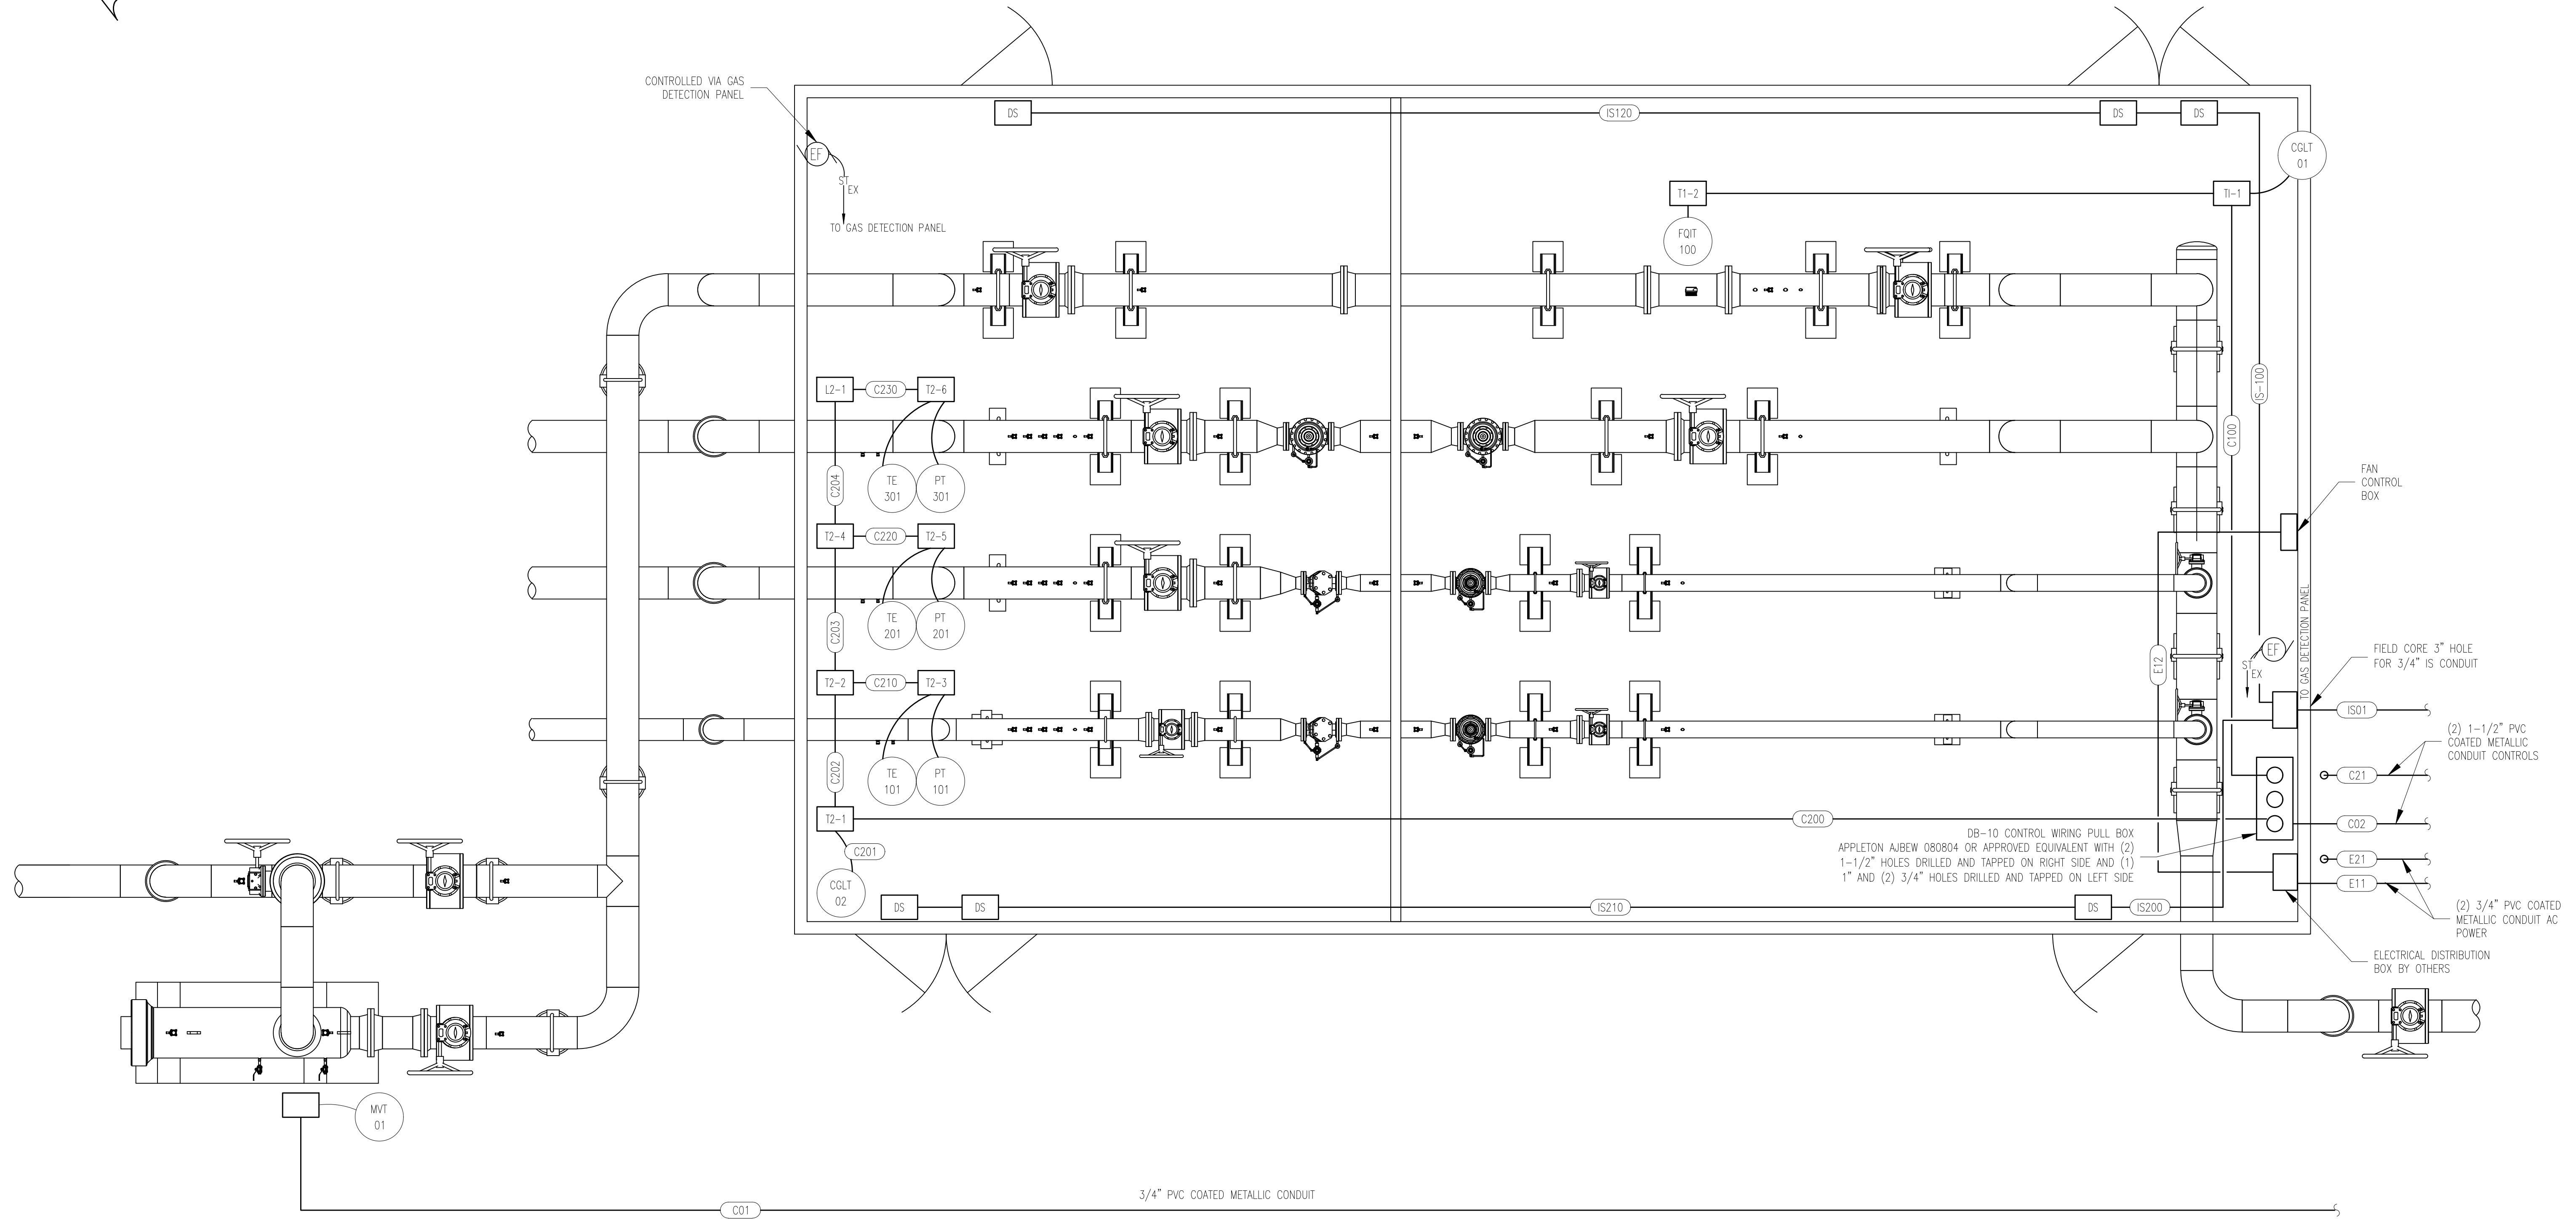 CONTROLLED VIA GAS
DETECTION PANEL
DS
IS120
DS
DS
EF
ST
EX
TO GAS DETECTION PANEL
CGLT
01
T1-2
TI-1
FQIT
100
L2-1
C230
T2-6
IS-100
C100
C204
TE
301
PT
301
FAN
CONTROL
BOX
T2-4
C220
T2-5
TO GAS DETECTION PANEL
C203
TE
201
PT
201
E12
EF
ST
EX
FIELD CORE 3" HOLE
FOR 3/4" IS CONDUIT
T2-2
C210
T2-3
IS01
(2) 1-1/2" PVC
COATED METALLIC
CONDUIT CONTROLS
C202
TE
101
PT
101
C21
T2-1
C200
C02
DB-10 CONTROL WIRING PULL BOX
APPLETON AJBEW 080804 OR APPROVED EQUIVALENT WITH (2)
1-1/2" HOLES DRILLED AND TAPPED ON RIGHT SIDE AND (1)
1" AND (2) 3/4" HOLES DRILLED AND TAPPED ON LEFT SIDE
C201
E21
E11
CGLT
02
DS
DS
IS210
DS
IS200
(2) 3/4" PVC COATED
METALLIC CONDUIT AC
POWER
ELECTRICAL DISTRIBUTION
BOX BY OTHERS
MVT
01
3/4" PVC COATED METALLIC CONDUIT
C01